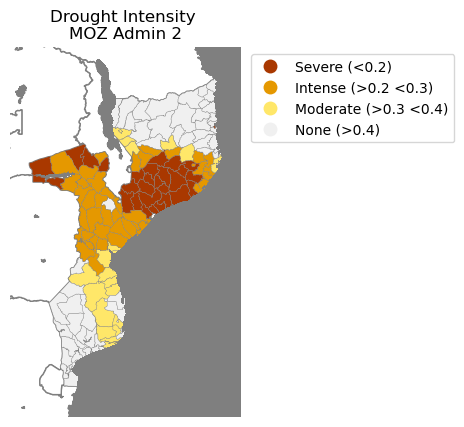 Drought Intensity
MOZ Admin 2
Severe (<0.2)
Intense (>0.2 <0.3)
Moderate (>0.3 <0.4)
None (>0.4)